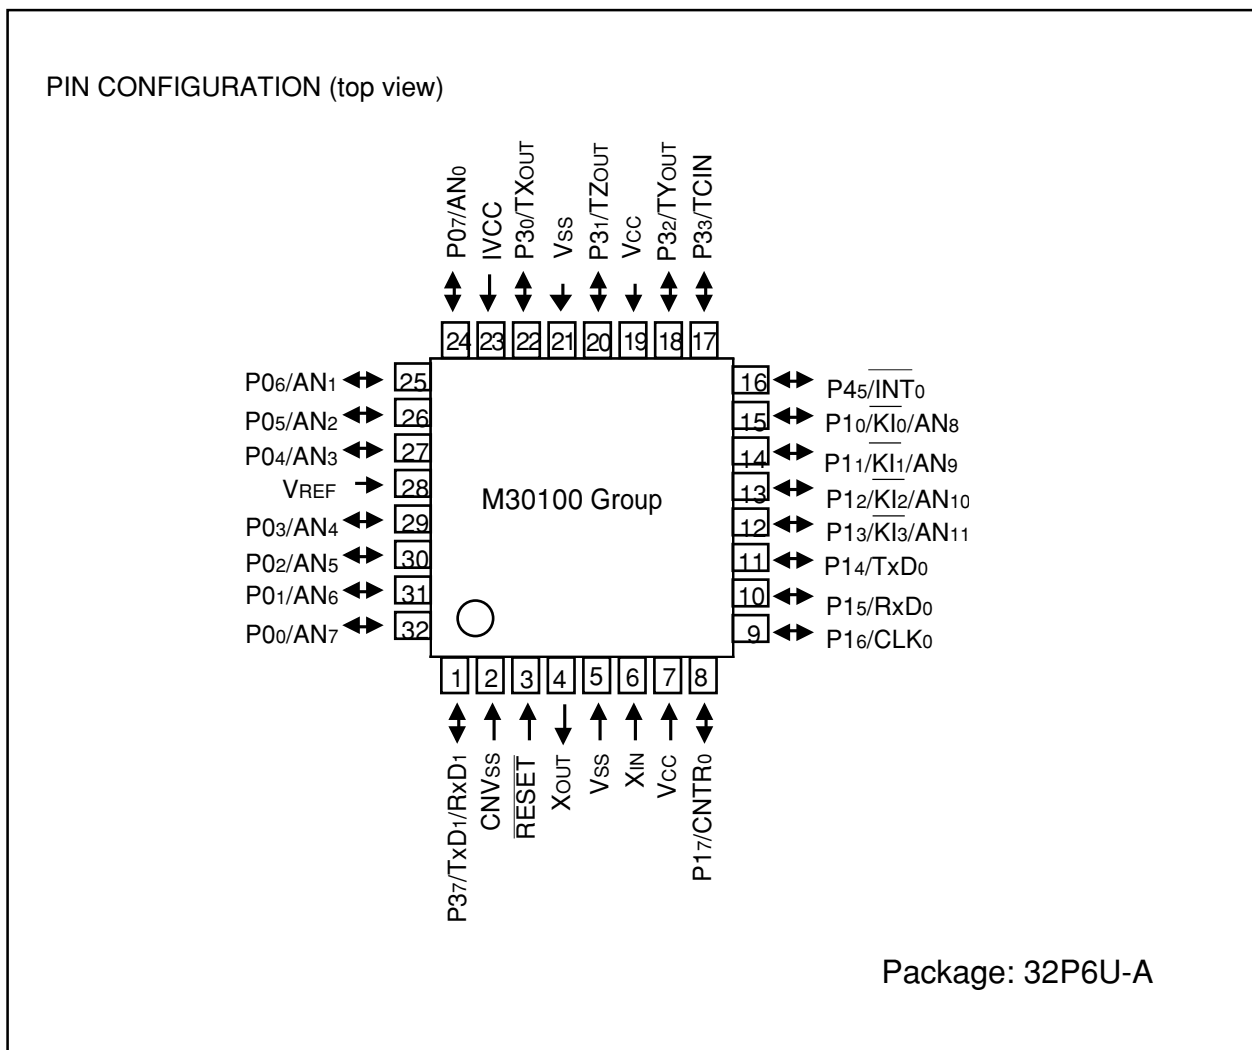 PIN CONFIGURATION (top view)
P07/AN0
IVCC
P30/TXOUT
VSS
P31/TZOUT
VCC
P32/TYOUT
P33/TCIN
24 23 22 21 20 19 18 17
P06/AN1 25
P05/AN2 26
P04/AN3 27
VREF 28
P03/AN4 29
P02/AN5 30
P01/AN6 31
P00/AN7 32
M30100 Group
16 P45/INT0
15 P10/KI0/AN8
14 P11/KI1/AN9
13 P12/KI2/AN10
12 P13/KI3/AN11
11 P14/TxD0
10 P15/RxD0
9 P16/CLK0
1 2 3 4 5 6 7 8
P37/TxD1/RxD1
CNVSS
RESET
XOUT
VSS
XIN
VCC
P17/CNTR0
Package: 32P6U-A